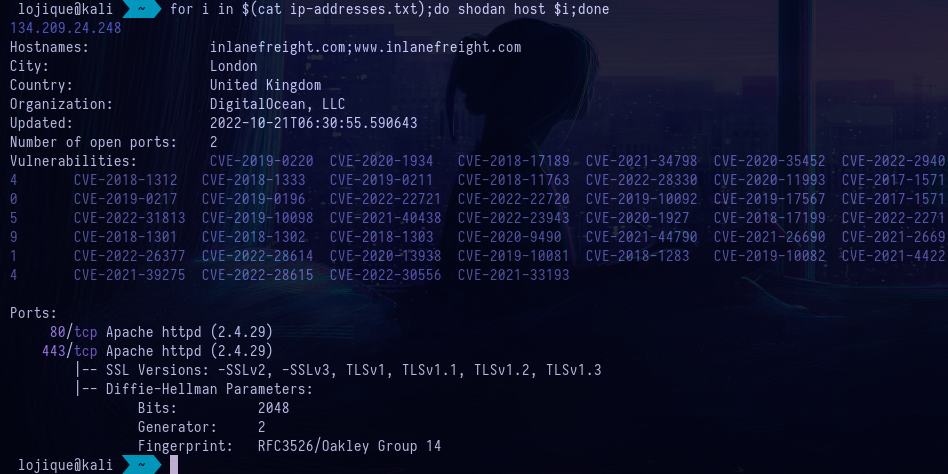 lojique@kali ~ for i in $(cat ip-addresses.txt);do shodan host $i;done
134.209.24.248
Hostnames: inlanefreight.com;www.inlanefreight.com
City: London
Country: United Kingdom
Organization: DigitalOcean, LLC
Updated: 2022-10-21T06:30:55.590643
Number of open ports: 2
Vulnerabilities: CVE-2019-0220 CVE-2020-1934 CVE-2018-17189 CVE-2021-34798 CVE-2020-35452 CVE-2022-2940
4 CVE-2018-1312 CVE-2018-1333 CVE-2019-0211 CVE-2018-11763 CVE-2022-28330 CVE-2020-11993 CVE-2017-1571
0 CVE-2019-0217 CVE-2019-0196 CVE-2022-22721 CVE-2022-22720 CVE-2019-10092 CVE-2019-17567 CVE-2017-1571
5 CVE-2022-31813 CVE-2019-10098 CVE-2021-40438 CVE-2022-23943 CVE-2020-1927 CVE-2018-17199 CVE-2022-2271
9 CVE-2018-1301 CVE-2018-1302 CVE-2018-1303 CVE-2020-9490 CVE-2021-44790 CVE-2021-26690 CVE-2021-2669
1 CVE-2022-26377 CVE-2022-28614 CVE-2020-13938 CVE-2019-10081 CVE-2018-1283 CVE-2019-10082 CVE-2021-4422
4 CVE-2021-39275 CVE-2022-28615 CVE-2022-30556 CVE-2021-33193
Ports:
80/tcp Apache httpd (2.4.29)
443/tcp Apache httpd (2.4.29)
|-- SSL Versions: -SSLv2, -SSLv3, TLSv1, TLSv1.1, TLSv1.2, TLSv1.3
|-- Diffie-Hellman Parameters:
Bits: 2048
Generator: 2
Fingerprint: RFC3526/Oakley Group 14
lojique@kali ~